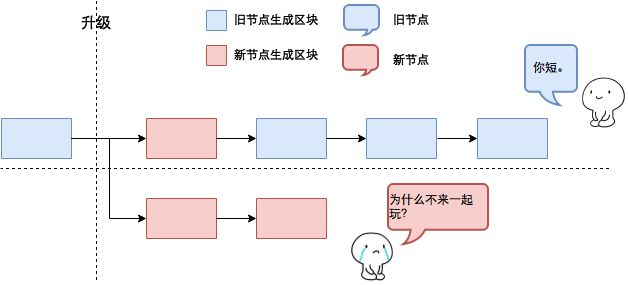 升级
旧节点生成区块
旧节点
新节点生成区块
新节点
你短。
为什么不来一起
玩?